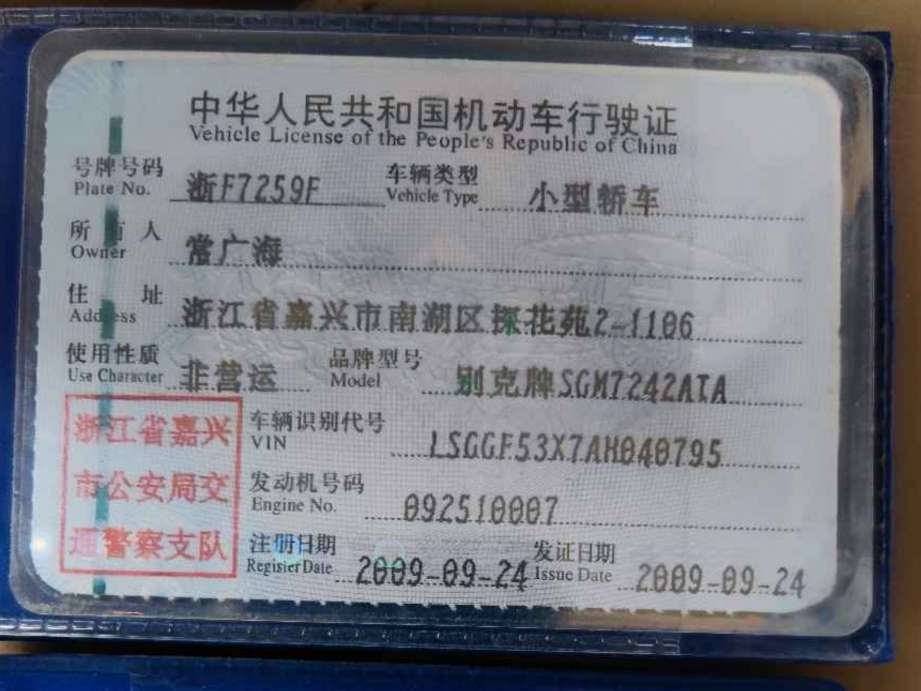 中华人民共和国机动车行驶证
Vehicle License of the People's Republic of China
号牌号码 浙F7259F 车辆类型 小型轿车
Plate No. Vehicle Type
所有人 常广海
Owner
住址 浙江省嘉兴市南湖区探花苑2-1106
Address
使用性质 非营运 品牌型号 别克牌SGM7242ATA
Use Character Model
浙江省嘉兴
市公安局交
通警察支队
车辆识别代号 LSGGF53X7AH040795
VIN
发动机号码 092510007
Engine No.
注册日期 2009-09-24 发证日期 2009-09-24
Register Date Issue Date